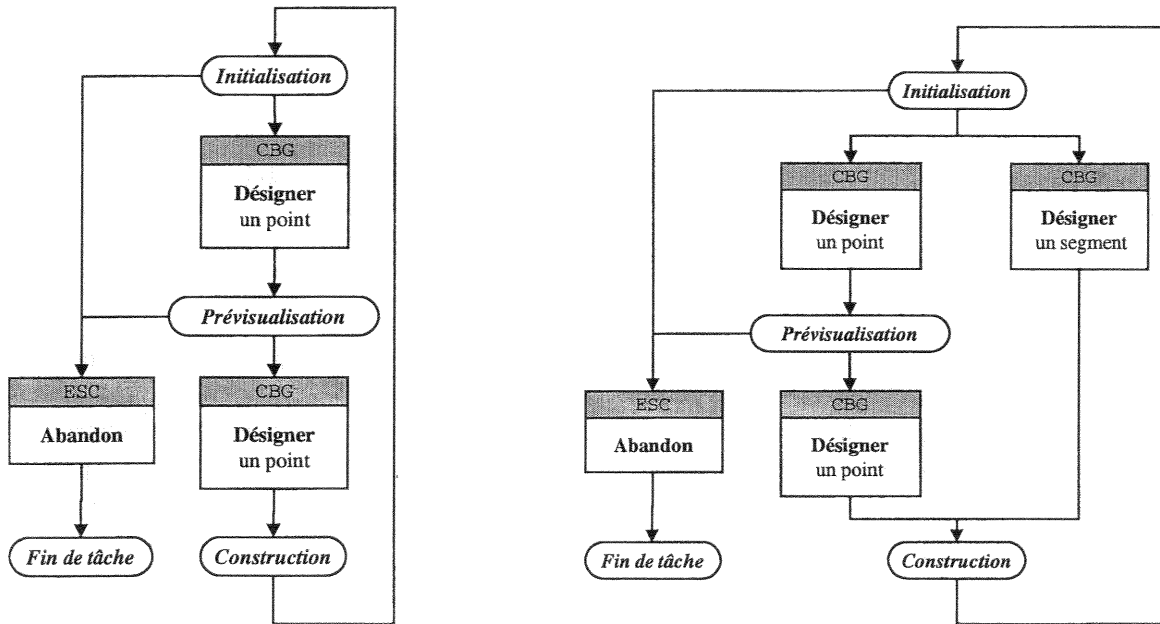 Initialisation
CBG
Désigner
un point
Prévisualisation
ESC
Abandon
CBG
Désigner
un point
Fin de tâche
Construction
Initialisation
CBG
Désigner
un point
CBG
Désigner
un segment
Prévisualisation
ESC
Abandon
CBG
Désigner
un point
Fin de tâche
Construction